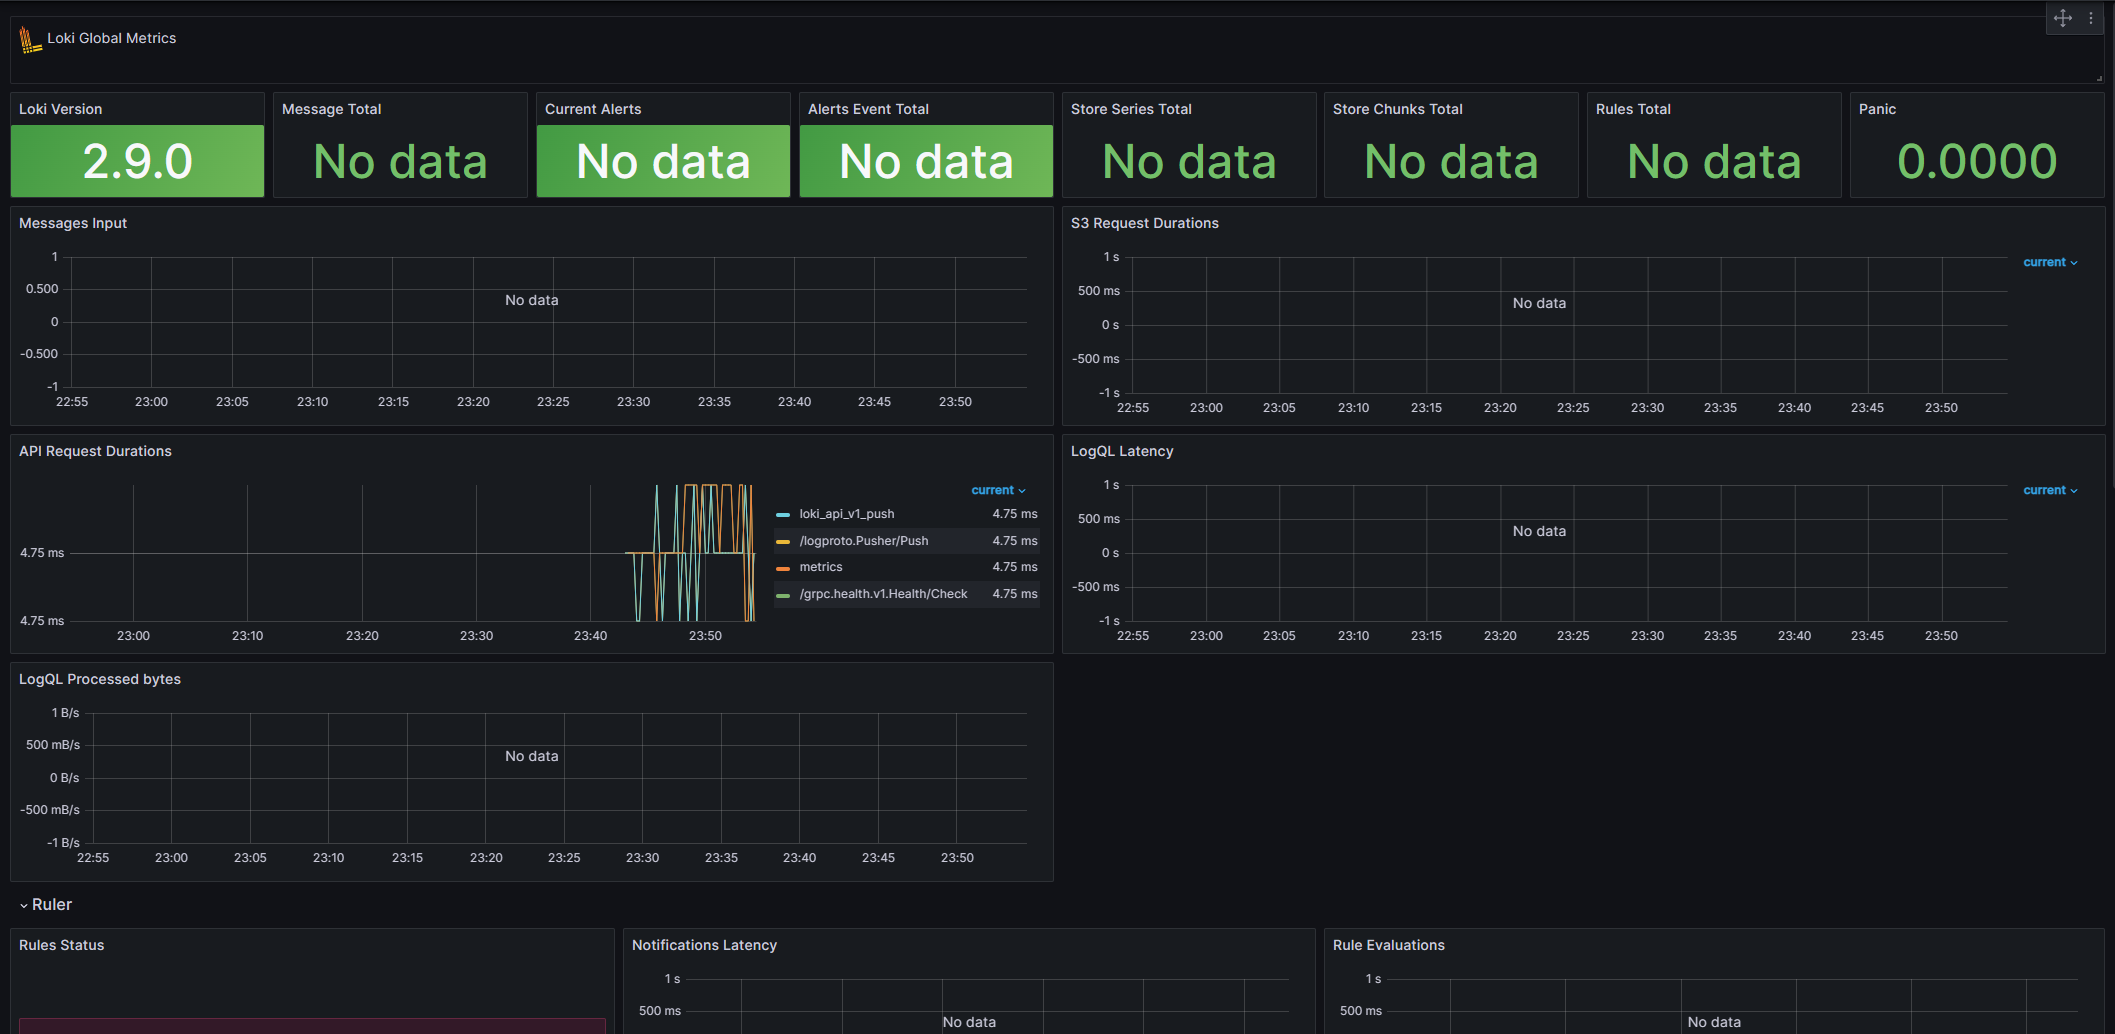 Loki Global Metrics
Loki Version
2.9.0
Message Total
No data
Current Alerts
No data
Alerts Event Total
No data
Store Series Total
No data
Store Chunks Total
No data
Rules Total
No data
Panic
0.0000
Messages Input
1
0.500
0
-0.500
-1
No data
22:55 23:00 23:05 23:10 23:15 23:20 23:25 23:30 23:35 23:40 23:45 23:50
S3 Request Durations
current
1 s
500 ms
0 s
-500 ms
-1 s
No data
22:55 23:00 23:05 23:10 23:15 23:20 23:25 23:30 23:35 23:40 23:45 23:50
API Request Durations
4.75 ms
4.75 ms
23:00 23:10 23:20 23:30 23:40 23:50
current
loki_api_v1_push 4.75 ms
/logproto.Pusher/Push 4.75 ms
metrics 4.75 ms
/grpc.health.v1.Health/Check 4.75 ms
LogQL Latency
current
1 s
500 ms
0 s
-500 ms
-1 s
No data
22:55 23:00 23:05 23:10 23:15 23:20 23:25 23:30 23:35 23:40 23:45 23:50
LogQL Processed bytes
1 B/s
500 mB/s
0 B/s
-500 mB/s
-1 B/s
No data
22:55 23:00 23:05 23:10 23:15 23:20 23:25 23:30 23:35 23:40 23:45 23:50
Ruler
Rules Status
Notifications Latency
1 s
500 ms
No data
Rule Evaluations
1 s
500 ms
No data